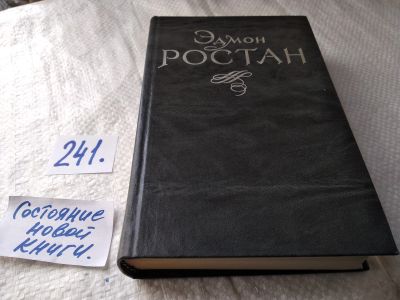 Эдмон
РОСТАН
241.
Состояние
новой
книги.